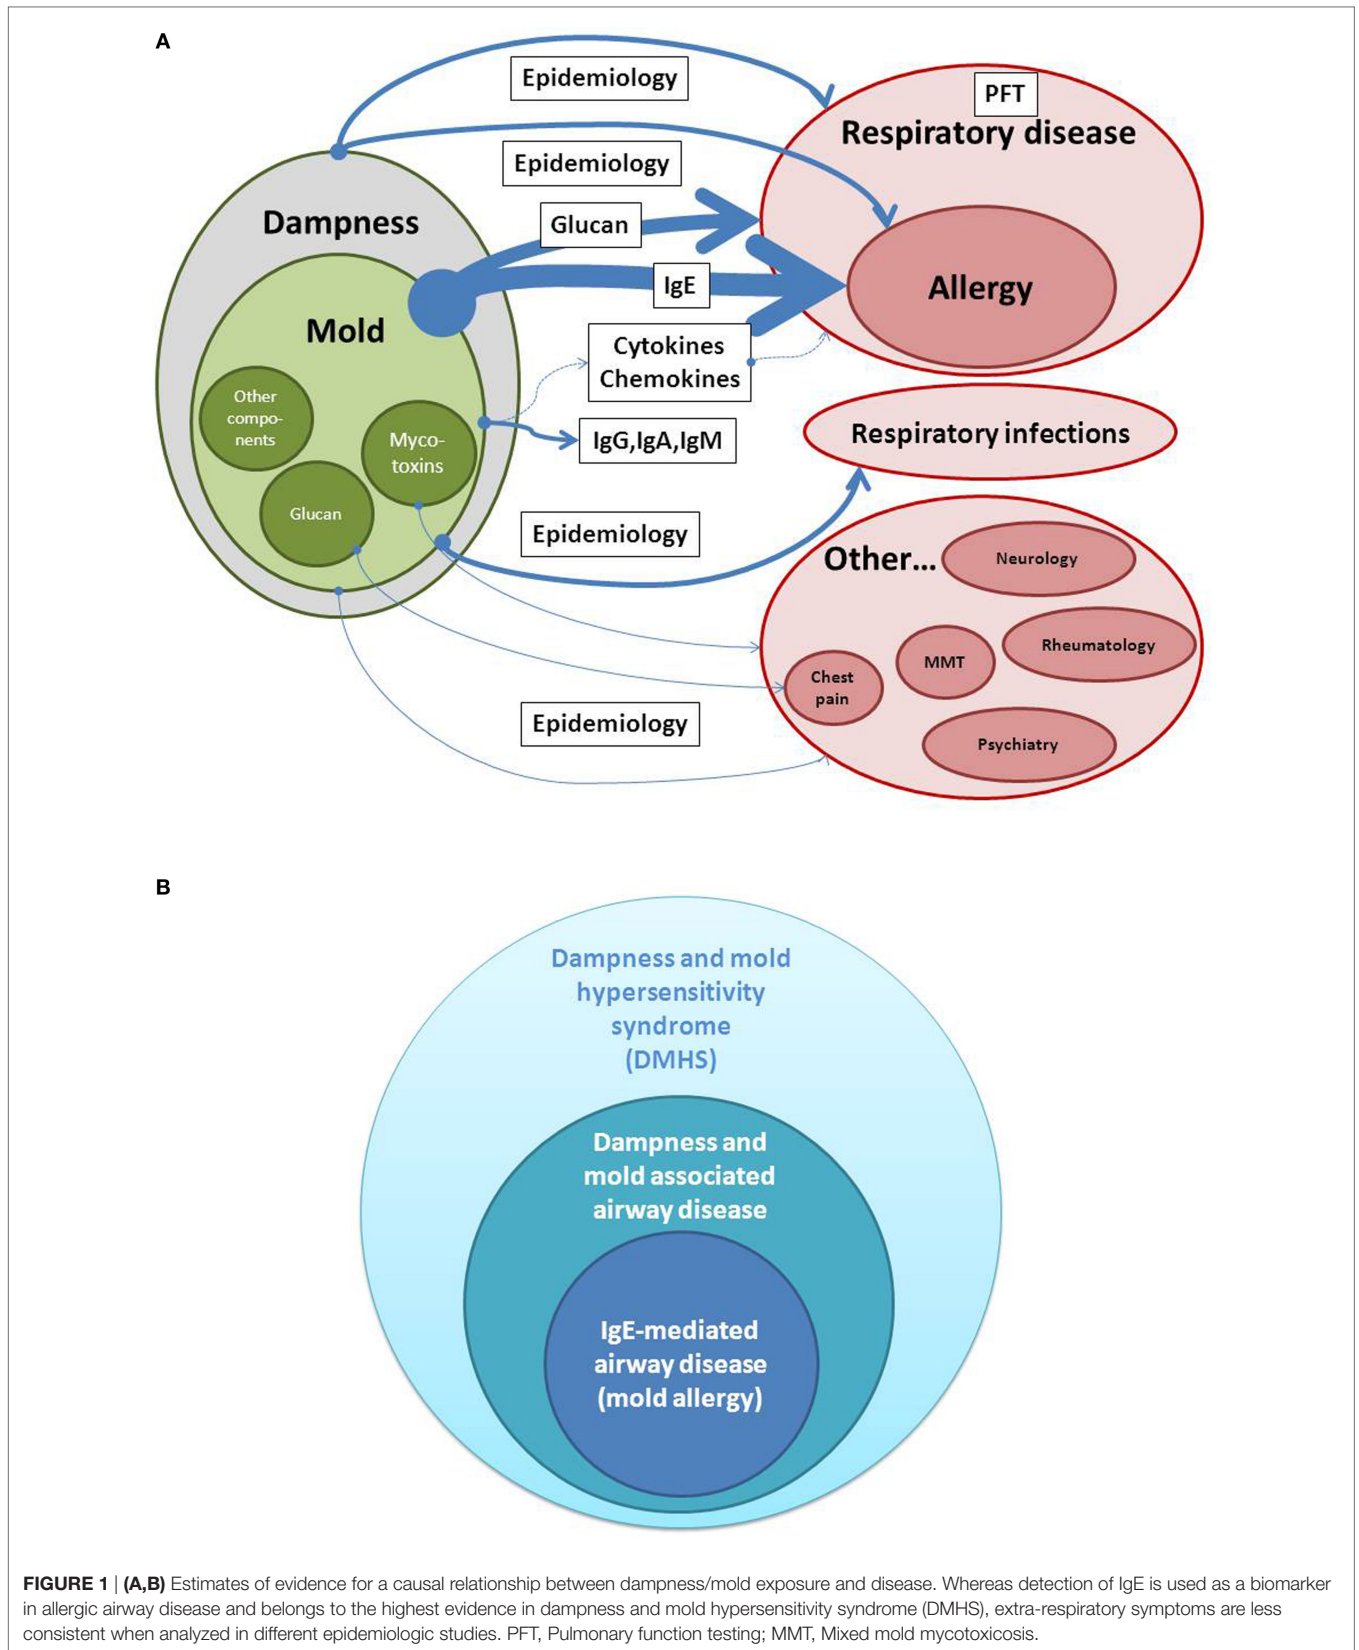 A
Epidemiology
PFT
Respiratory disease
Epidemiology
Dampness
Glucan
IgE
Allergy
Mold
Cytokines
Chemokines
Other
compo-
nents
Myco-
toxins
IgG,IgA,IgM
Respiratory infections
Glucan
Epidemiology
Other...
Neurology
Rheumatology
MMT
Chest
pain
Epidemiology
Psychiatry
B
Dampness and mold
hypersensitivity
syndrome
(DMHS)
Dampness and
mold associated
airway disease
IgE-mediated
airway disease
(mold allergy)
FIGURE 1 | (A,B) Estimates of evidence for a causal relationship between dampness/mold exposure and disease. Whereas detection of IgE is used as a biomarker
in allergic airway disease and belongs to the highest evidence in dampness and mold hypersensitivity syndrome (DMHS), extra-respiratory symptoms are less
consistent when analyzed in different epidemiologic studies. PFT, Pulmonary function testing; MMT, Mixed mold mycotoxicosis.